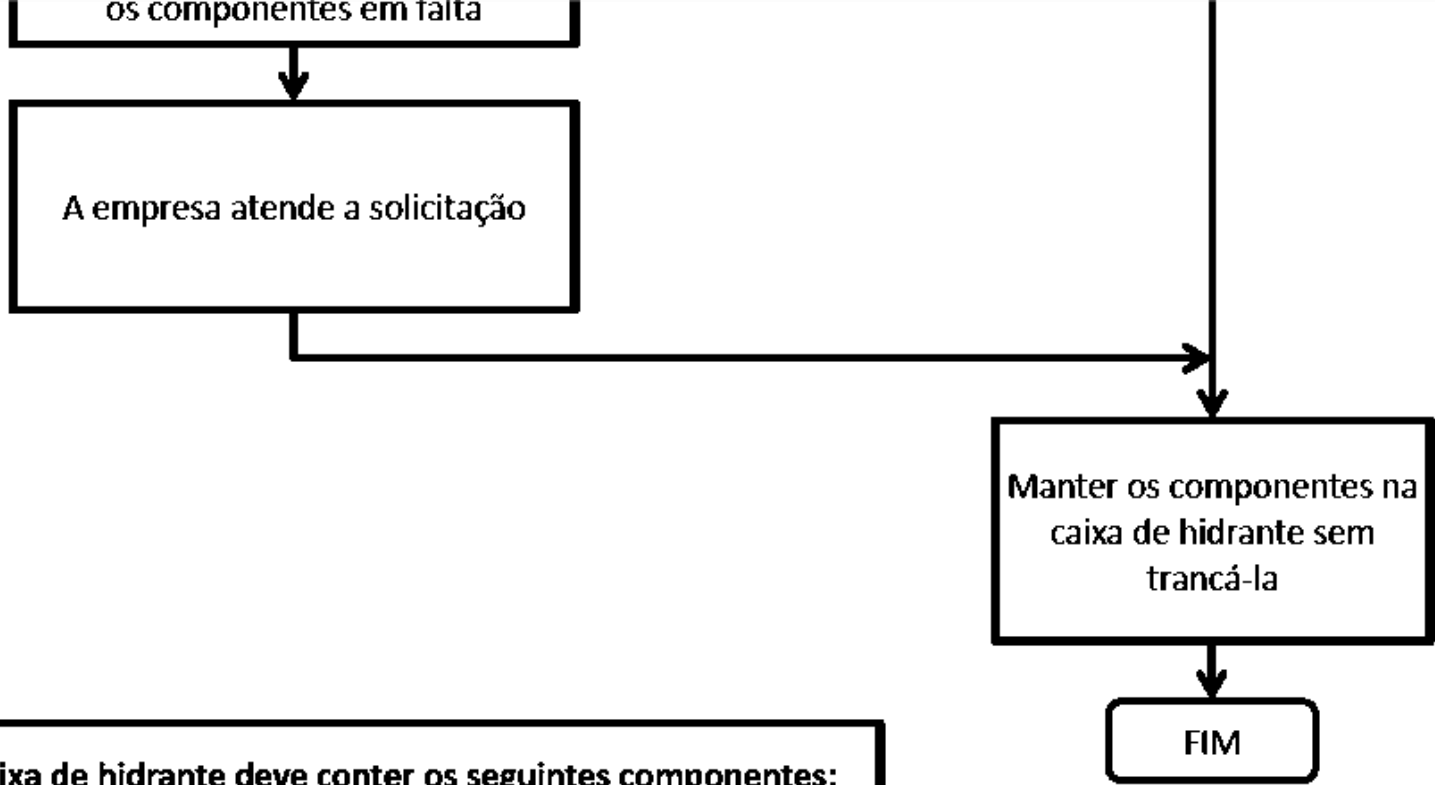 os componentes em falta
A empresa atende a solicitação
Manter os componentes na
caixa de hidrante sem
trancá-la
FIM
de hidrante deve conter os seguintes componentes: